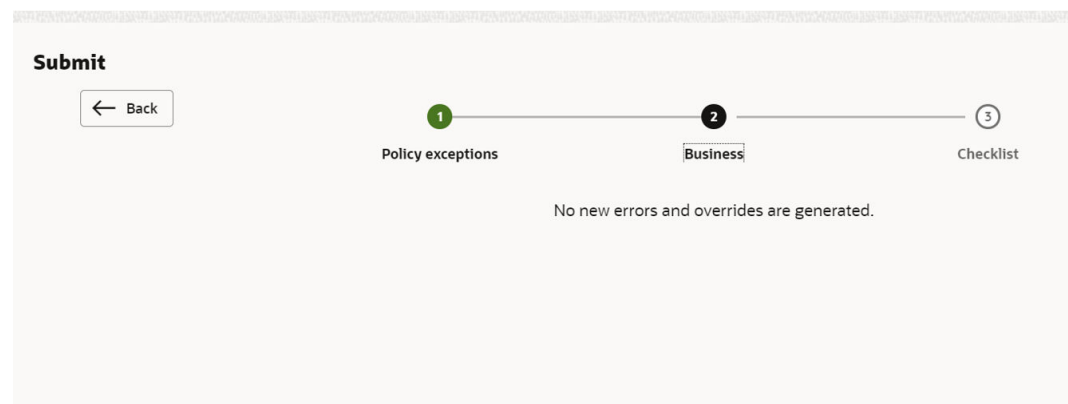 Submit
Back
1
2
3
Policy exceptions
Business
Checklist
No new errors and overrides are generated.